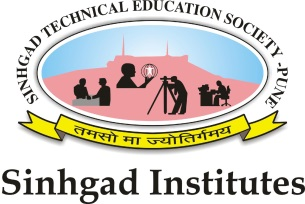 SINHGAD TECHNICAL EDUCATION SOCIETY - PUNE
तमसो मा ज्योतिर्गमय
Sinhgad Institutes